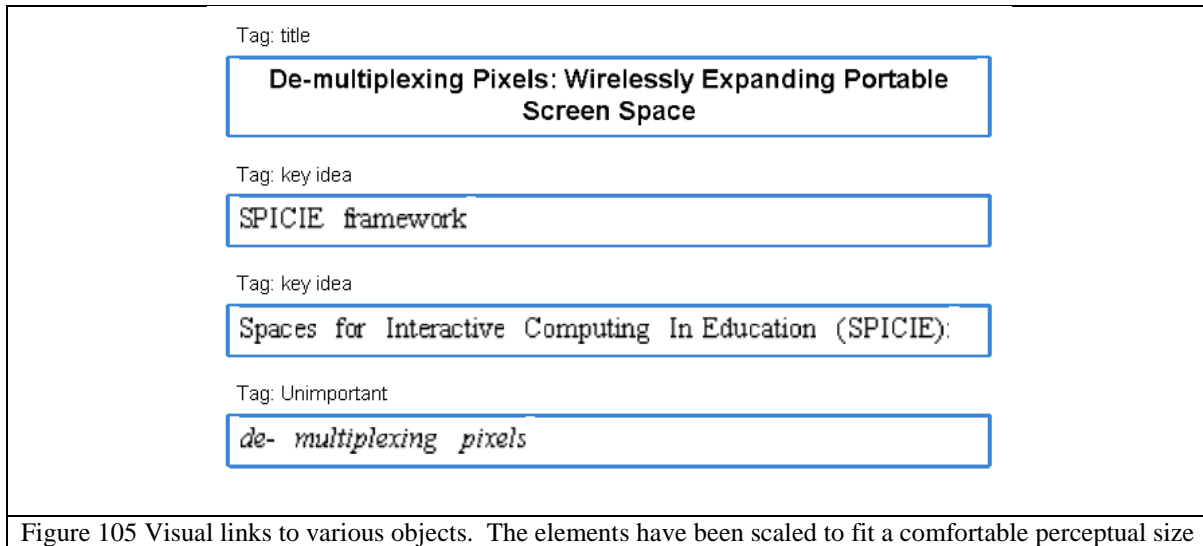 Tag: title
De-multiplexing Pixels: Wirelessly Expanding Portable
Screen Space
Tag: key idea
SPICIE framework
Tag: key idea
Spaces for Interactive Computing In Education (SPICIE):
Tag: Unimportant
de- multiplexing pixels
Figure 105 Visual links to various objects. The elements have been scaled to fit a comfortable perceptual size